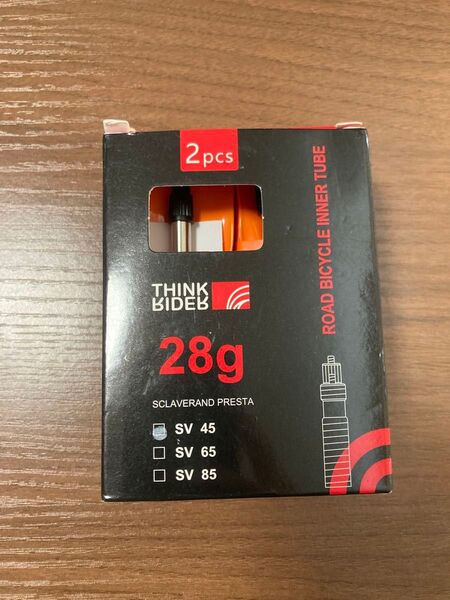 2pcs
THINK
RIDER
28g
SCLAVERAND PRESTA
SV 45
SV 65
SV 85
ROAD BICYCLE INNER TUBE